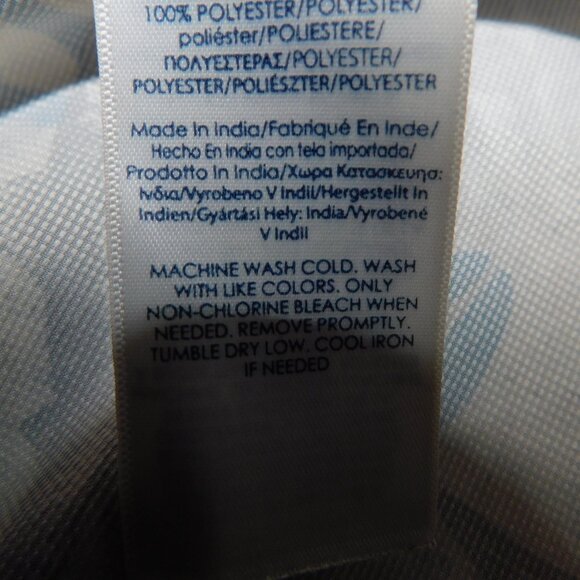 100% POLYESTER/POLYESTER/
poliéster/POLIESTERE/
ΠΟΛΥΕΣΤΕΡΑΣ/POLYESTER/
POLYESTER/POLIÉSZTER/POLYESTER
Made In India/Fabriqué En Inde/
Hecho En India con tela importada/
Prodotto In India/Χωρα Κατασκευησ:
Ινδια/Vyrobeno V Indii/Hergestellt In
Indien/Gyártási Hely: India/Vyrobené
V Indii
MACHINE WASH COLD. WASH
WITH LIKE COLORS. ONLY
NON-CHLORINE BLEACH WHEN
NEEDED. REMOVE PROMPTLY.
TUMBLE DRY LOW. COOL IRON
IF NEEDED